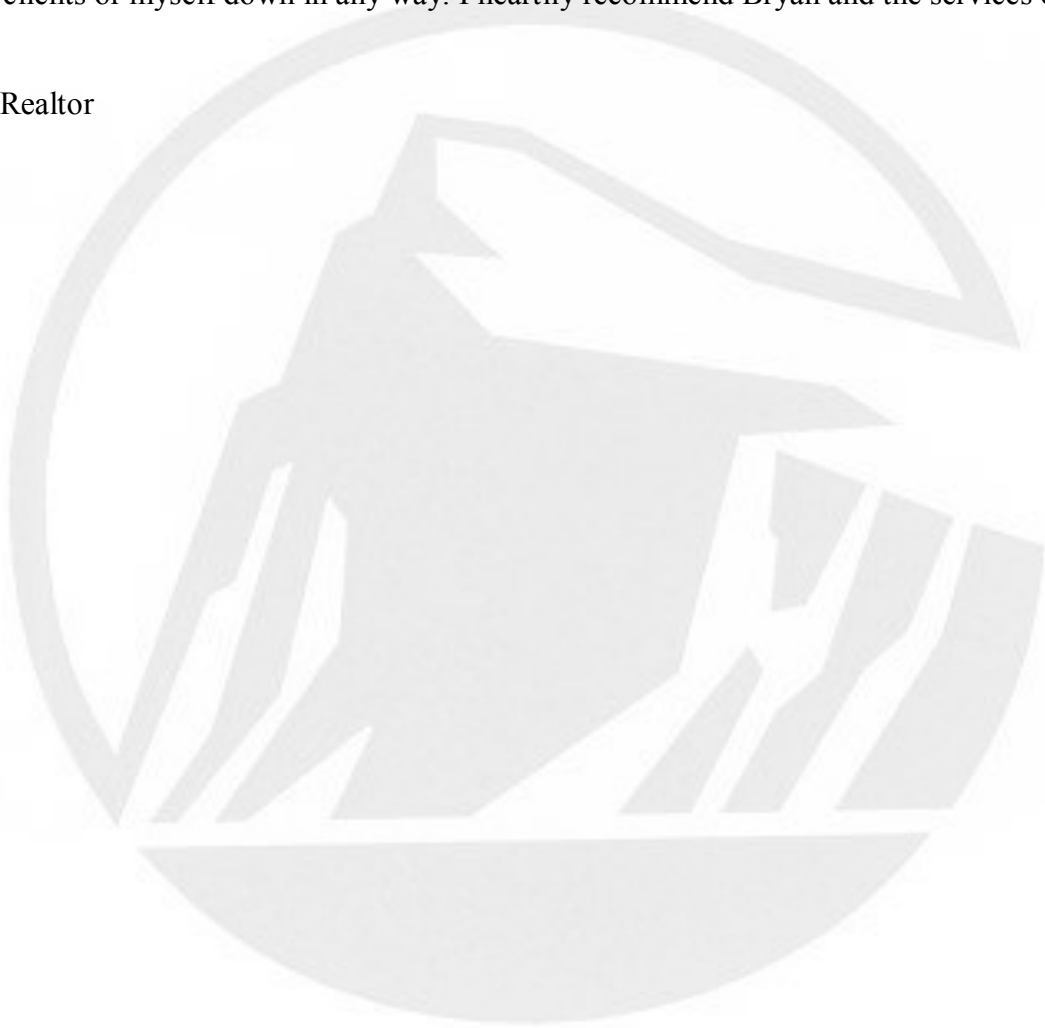 clients or myself down in any way. I heartily recommend Bryan and the services
Realtor